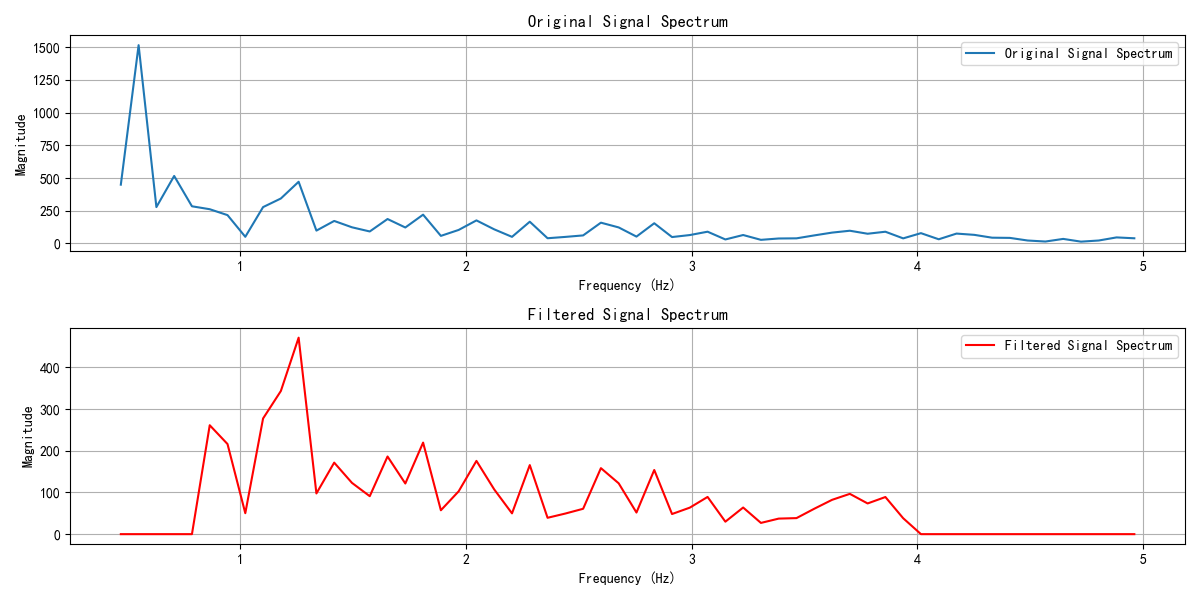 Original Signal Spectrum
Original Signal Spectrum
Magnitude
1500
1250
1000
750
500
250
0
1 2 3 4 5
Frequency (Hz)
Filtered Signal Spectrum
Filtered Signal Spectrum
Magnitude
400
300
200
100
0
1 2 3 4 5
Frequency (Hz)